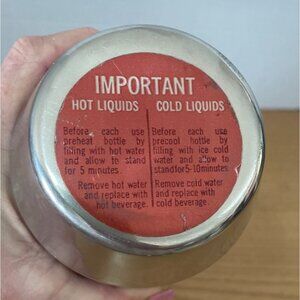 IMPORTANT
HOT LIQUIDS
Before each use
preheat bottle by
filling with hot water
and allow to stand
for 5 minutes.
Remove hot water
and replace with
hot beverage.
COLD LIQUIDS
Before each use
precool bottle by
filling with ice cold
water and allow to
stand for 5-10 minutes.
Remove cold water
and replace with
cold beverage.